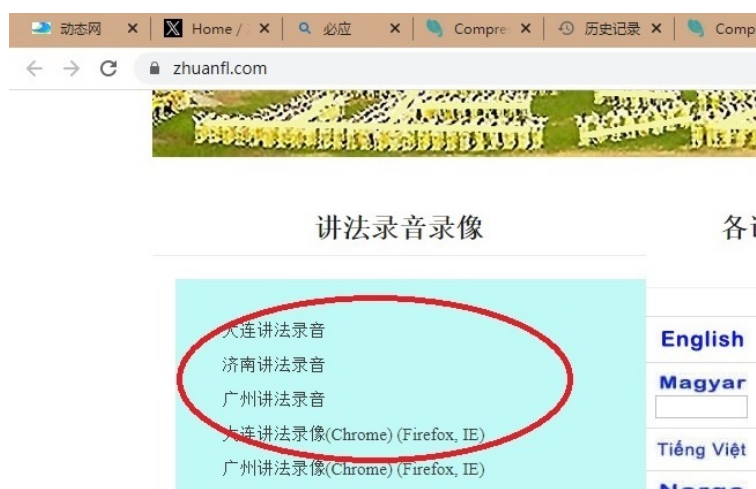 动态网 Home / X 必应 Compre 历史记录 Comp
zhuanfl.com
讲法录音录像
各
大连讲法录音
济南讲法录音
广州讲法录音
大连讲法录像(Chrome) (Firefox, IE)
广州讲法录像(Chrome) (Firefox, IE)
English
Magyar
Tiếng Việt
Norge